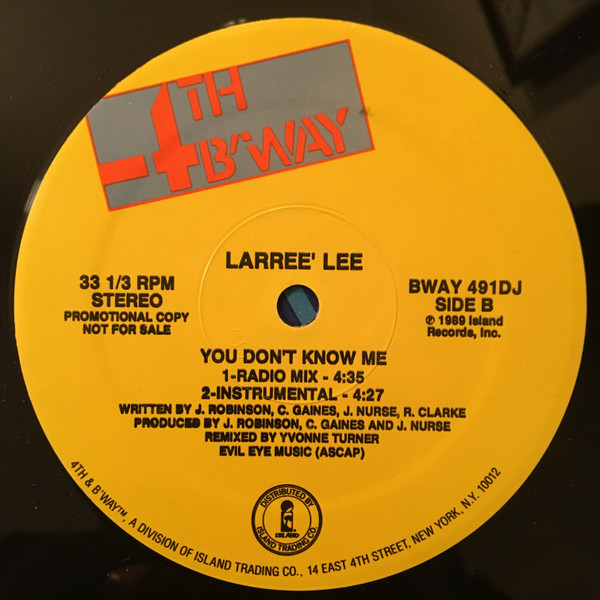 4TH
B'WAY
LARREE' LEE
33 1/3 RPM
STEREO
PROMOTIONAL COPY
NOT FOR SALE
BWAY 491DJ
SIDE B
℗ 1989 Island
Records, Inc.
YOU DON'T KNOW ME
1-RADIO MIX - 4:35
2-INSTRUMENTAL - 4:27
WRITTEN BY J. ROBINSON, C. GAINES, J. NURSE, R. CLARKE
PRODUCED BY J. ROBINSON, C. GAINES AND J. NURSE
REMIXED BY YVONNE TURNER
EVIL EYE MUSIC (ASCAP)
DISTRIBUTED BY
ISLAND
ISLAND TRADING CO.
4TH & B'WAY™, A DIVISION OF ISLAND TRADING CO., 14 EAST 4TH STREET, NEW YORK, N.Y. 10012